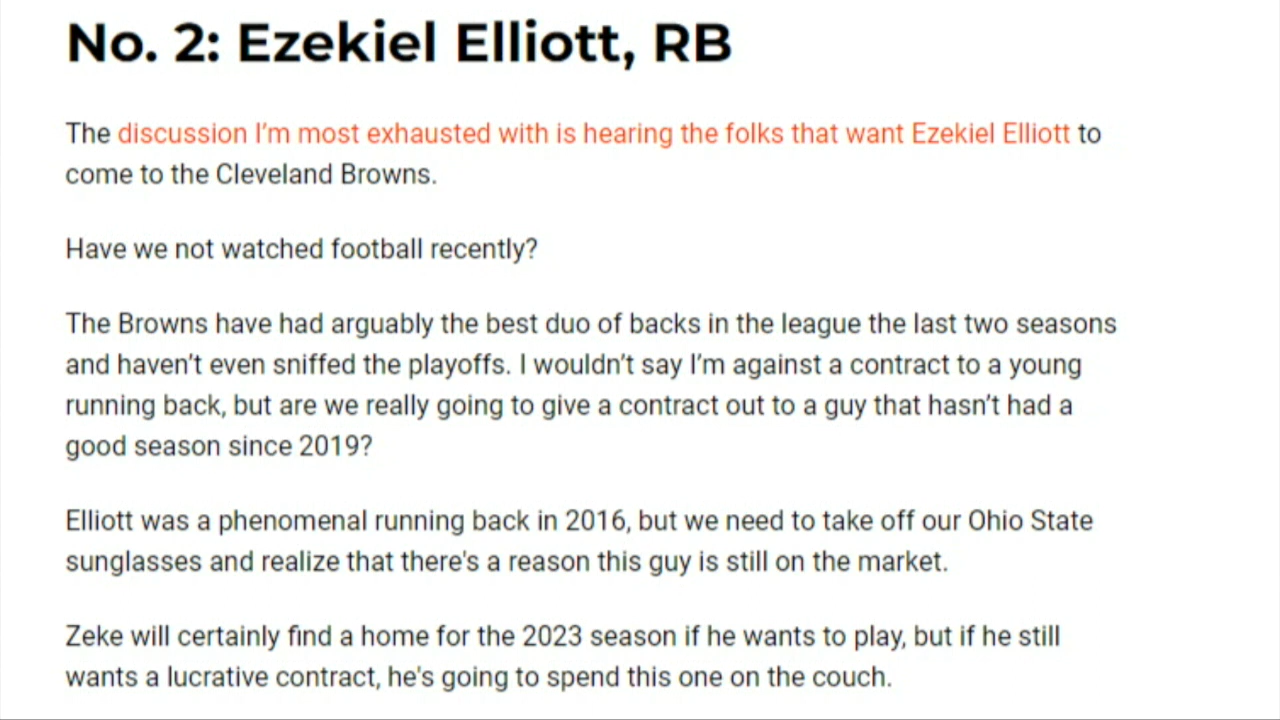 No. 2: Ezekiel Elliott, RB
The discussion I’m most exhausted with is hearing the folks that want Ezekiel Elliott to
come to the Cleveland Browns.
Have we not watched football recently?
The Browns have had arguably the best duo of backs in the league the last two seasons
and haven’t even sniffed the playoffs. I wouldn’t say I’m against a contract to a young
running back, but are we really going to give a contract out to a guy that hasn’t had a
good season since 2019?
Elliott was a phenomenal running back in 2016, but we need to take off our Ohio State
sunglasses and realize that there's a reason this guy is still on the market.
Zeke will certainly find a home for the 2023 season if he wants to play, but if he still
wants a lucrative contract, he's going to spend this one on the couch.